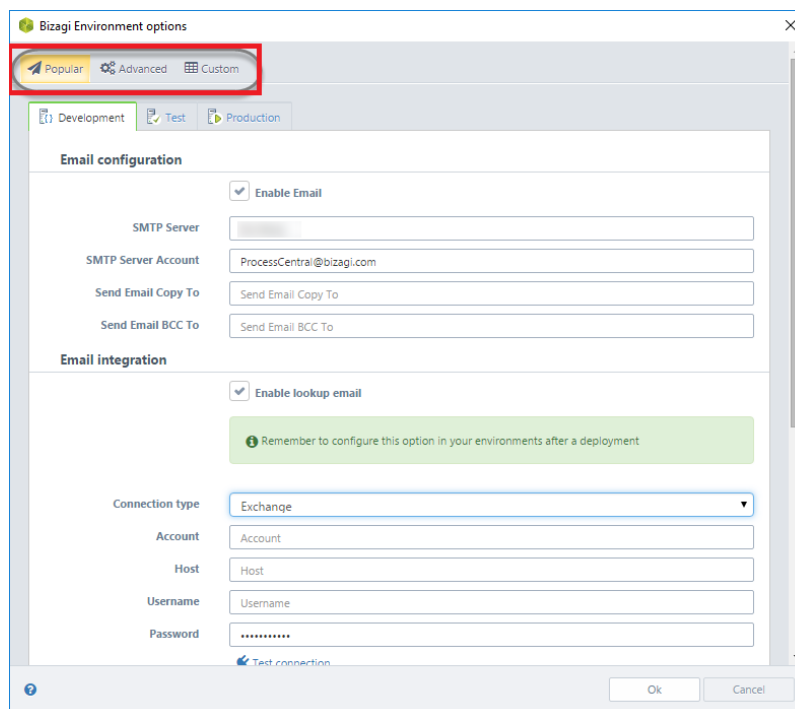 Bizagi Environment options
Popular Advanced Custom
Development Test Production
Email configuration
Enable Email
SMTP Server
SMTP Server Account ProcessCentral@bizagi.com
Send Email Copy To Send Email Copy To
Send Email BCC To Send Email BCC To
Email integration
Enable lookup email
Remember to configure this option in your environments after a deployment
Connection type Exchange
Account Account
Host Host
Username Username
Password •••••••••••
Test connection
Ok Cancel